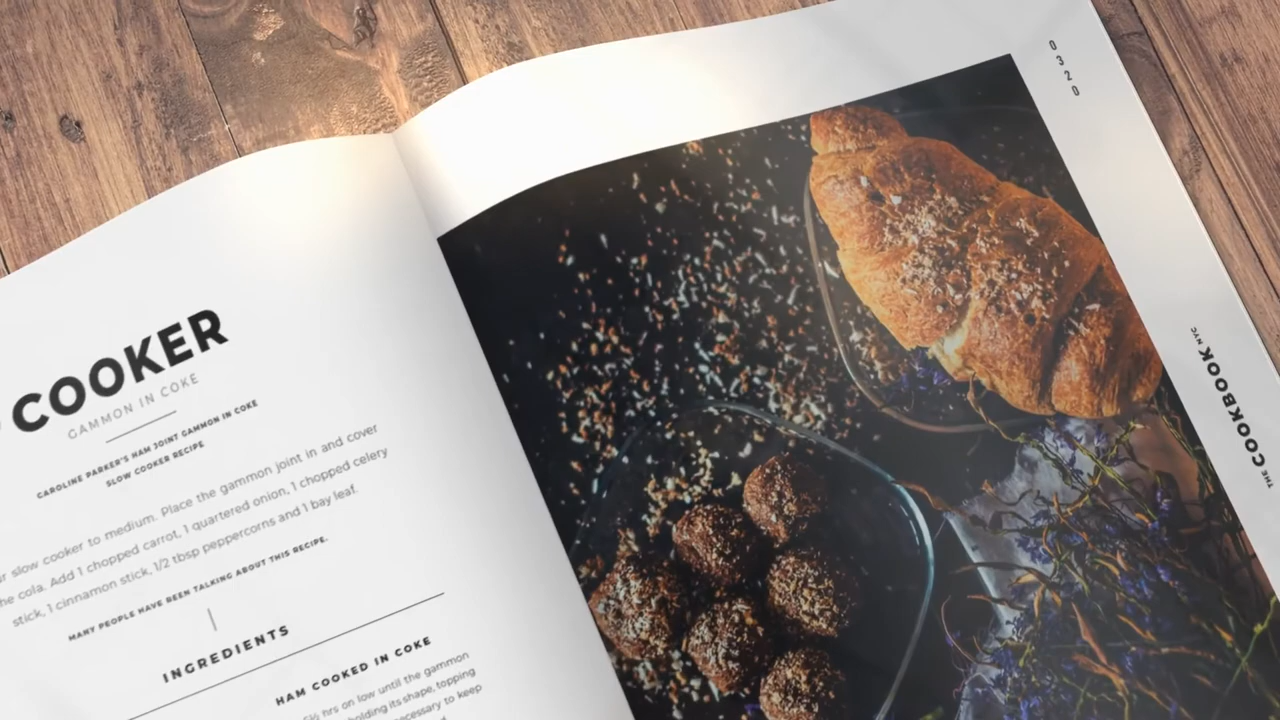 COOKER
GAMMON IN COKE
CAROLINE PARKER'S HAM JOINT GAMMON IN COKE
SLOW COOKER RECIPE
slow cooker to medium. Place the gammon joint in and cover
cola. Add 1 chopped carrot, 1 quartered onion, 1 chopped celery
stick, 1 cinnamon stick, 1/2 tbsp peppercorns and 1 bay leaf.
MANY PEOPLE HAVE BEEN TALKING ABOUT THIS RECIPE.
INGREDIENTS
HAM COOKED IN COKE
hrs on low until the gammon
holding its shape, topping
necessary to keep
0320
THE COOKBOOK NYC